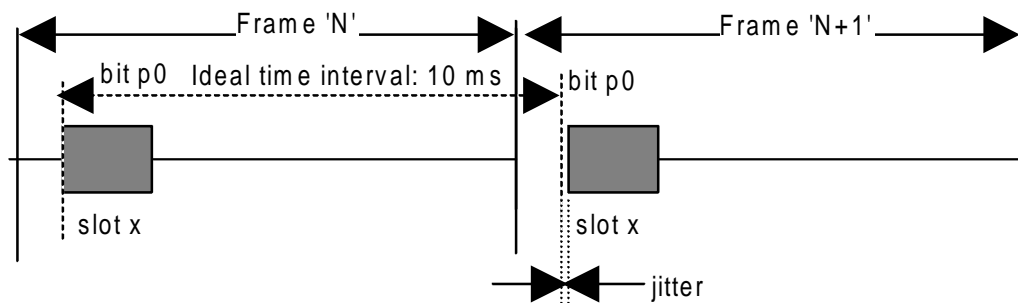 Frame 'N' Frame 'N+1'
bit p0 Ideal time interval: 10 ms bit p0
slot x slot x
jitter